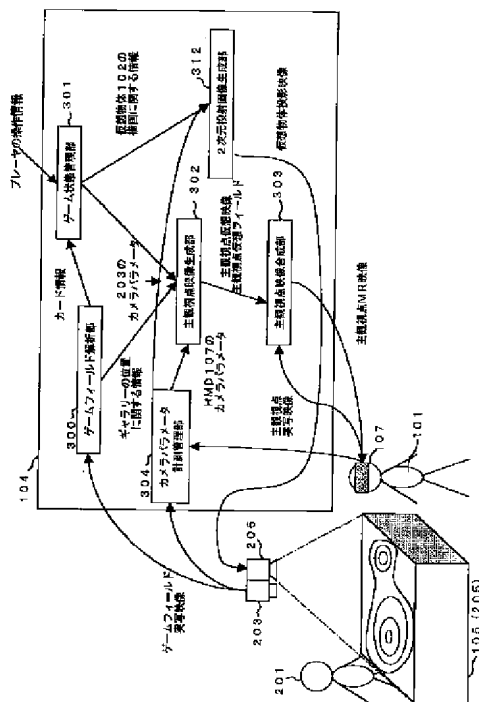 104
プレーヤの操作情報
301
ゲーム状態管理部
カード情報
300
ゲームフィールド解析部
仮想物体102の
描画に関する情報
312
2次元投射画像生成部
203の
カメラパラメータ
302
主観視点映像生成部
ギャラリーの位置
に関する情報
304
カメラパラメータ
計測管理部
HMD107の
カメラパラメータ
主観視点仮想映像
主観視点仮想フィールド
303
主観視点映像合成部
仮想物体投影映像
主観視点
実写映像
主観視点MR映像
ゲームフィールド
実写映像
206
203
107
101
201
106(205)